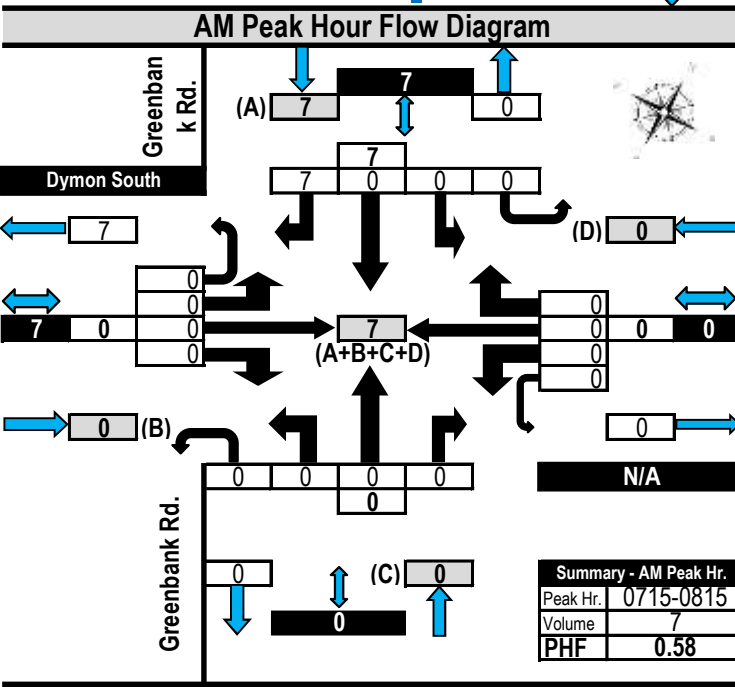 AM Peak Hour Flow Diagram
Greenban
k Rd.
7
(A) 7 0
7
Dymon South
7 0 0 0
7
(D) 0
0
0
7 0 0
0
7
(A+B+C+D)
0
0 0 0
0
0
0 (B)
0
N/A
0 0 0 0
0
Greenbank Rd.
0
(C) 0
0
Summary - AM Peak Hr.
Peak Hr. 0715-0815
Volume 7
PHF 0.58